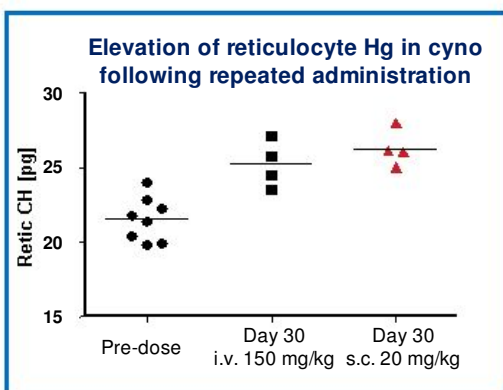 Elevation of reticulocyte Hg in cyno
following repeated administration
30
25
20
15
Retic CH [pg]
Pre-dose
Day 30
i.v. 150 mg/kg
Day 30
s.c. 20 mg/kg